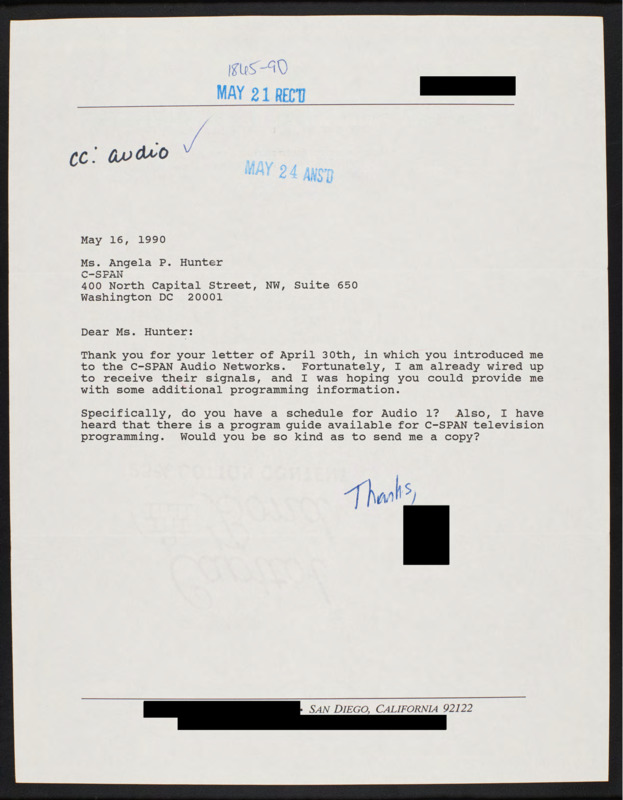 1845-90
MAY 21 REC'D
cc: audio ✓
MAY 24 ANS'D
May 16, 1990
Ms. Angela P. Hunter
C-SPAN
400 North Capital Street, NW, Suite 650
Washington DC  20001
Dear Ms. Hunter:
Thank you for your letter of April 30th, in which you introduced me
to the C-SPAN Audio Networks.  Fortunately, I am already wired up
to receive their signals, and I was hoping you could provide me
with some additional programming information.
Specifically, do you have a schedule for Audio 1?  Also, I have
heard that there is a program guide available for C-SPAN television
programming.  Would you be so kind as to send me a copy?
Thanks,
SAN DIEGO, CALIFORNIA 92122